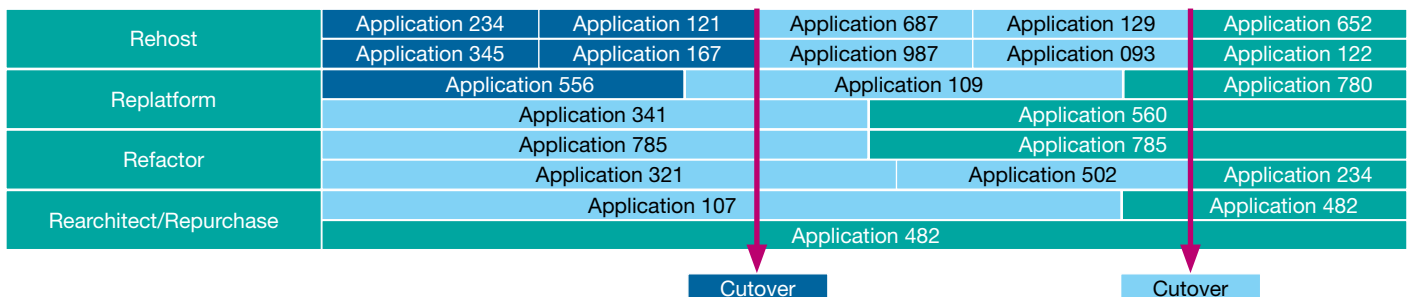 Rehost
Application 234 Application 121 Application 687 Application 129 Application 652
Application 345 Application 167 Application 987 Application 093 Application 122
Replatform
Application 556 Application 109 Application 780
Application 341 Application 560
Refactor
Application 785 Application 785
Application 321 Application 502 Application 234
Rearchitect/Repurchase
Application 107 Application 482
Application 482
Cutover Cutover